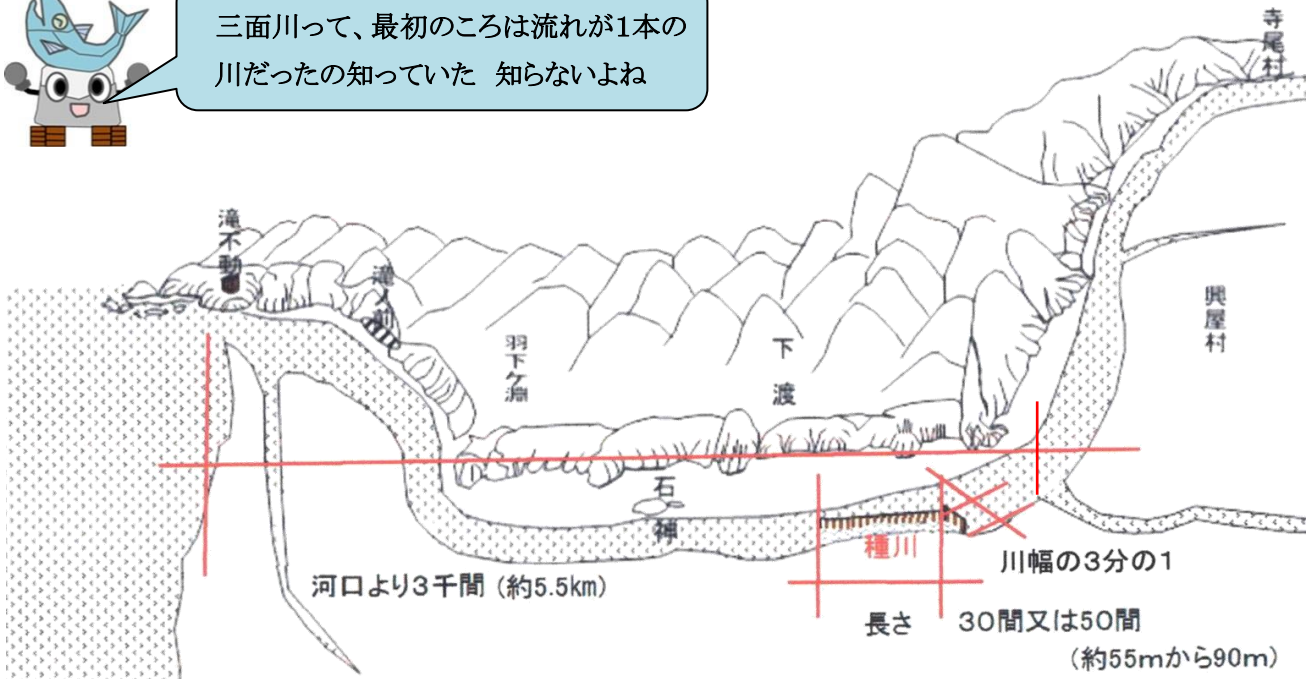 三面川って、最初のころは流れが1本の
川だったの知っていた　知らないよね
寺尾村
滝不動
滝ノ前
羽下ケ淵
下渡
興屋村
石神
種川
川幅の3分の1
河口より3千間（約5.5km）
長さ　30間又は50間
（約55mから90m）